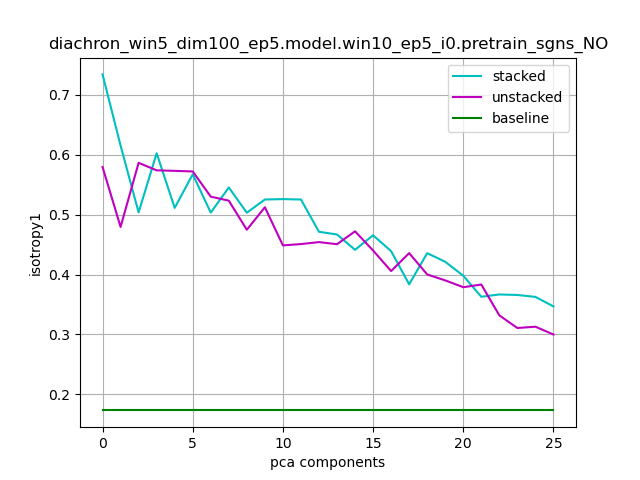 diachron_win5_dim100_ep5.model.win10_ep5_i0.pretrain_sgns_NO
stacked
unstacked
baseline
0.7
0.6
0.5
0.4
0.3
0.2
isotropy1
0 5 10 15 20 25
pca components